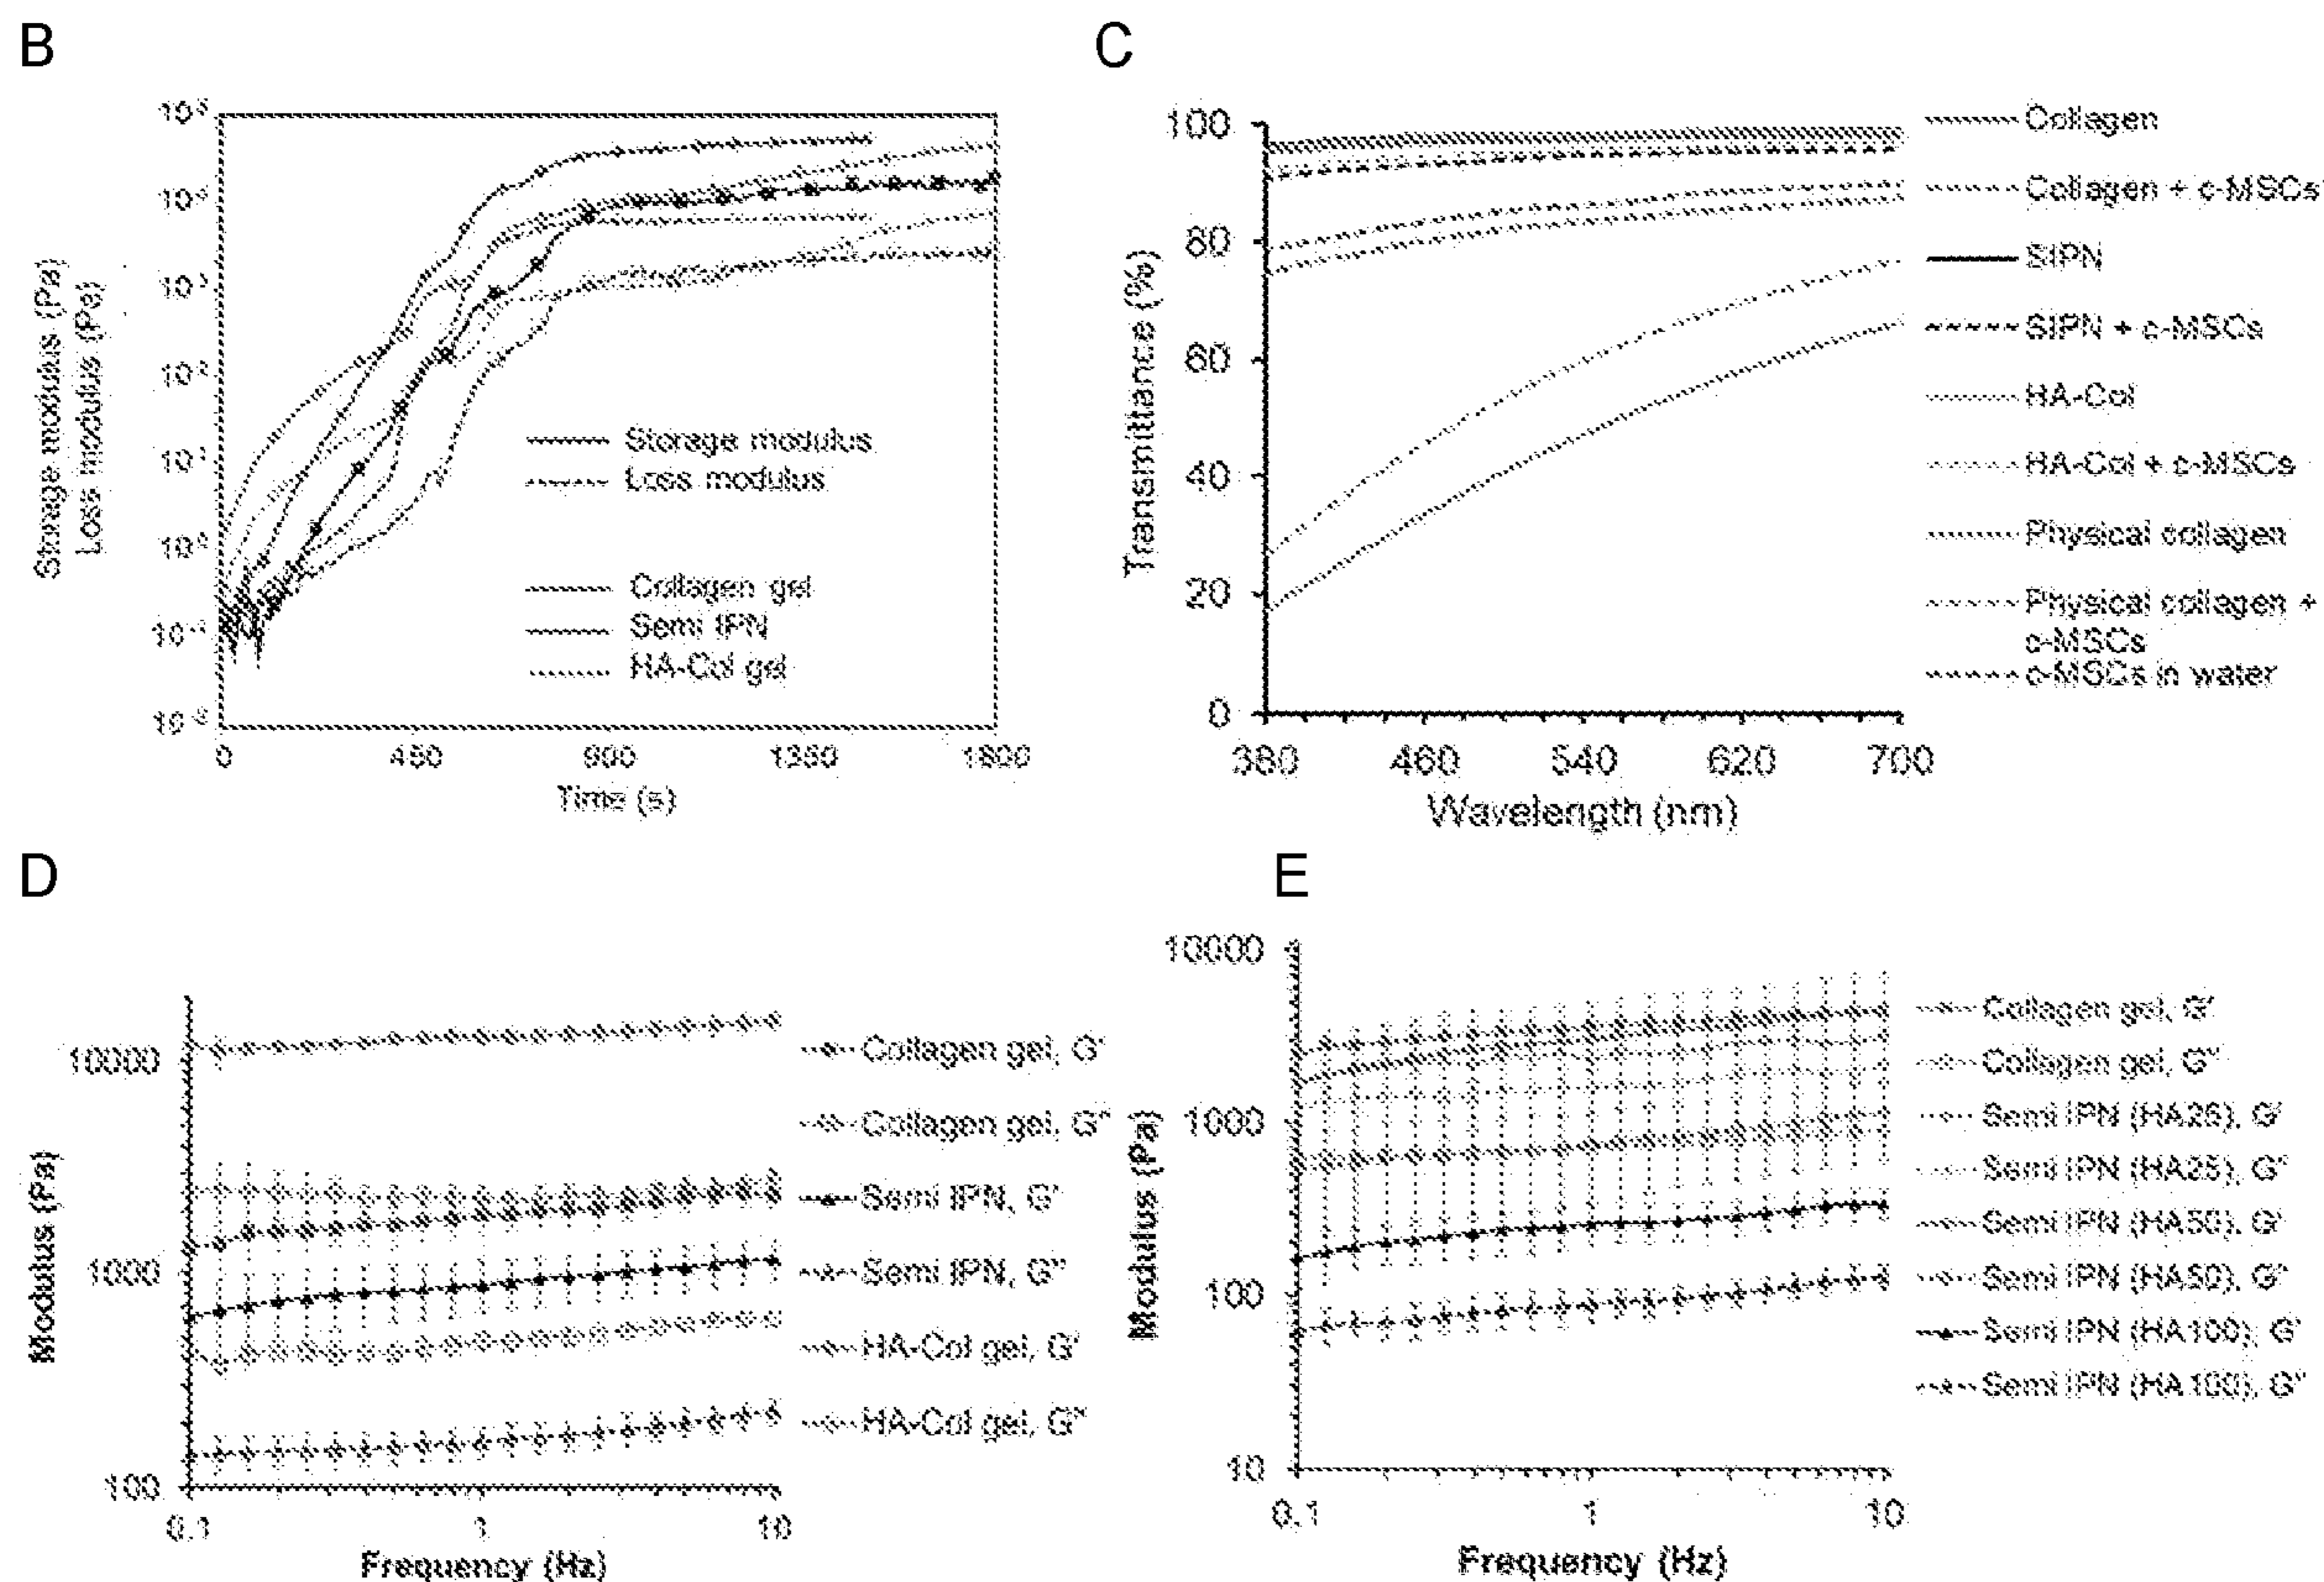 B
10⁵
10⁴
10³
10²
10¹
10⁰
Storage modulus (Pa)
Loss modulus (Pa)
Storage modulus
Loss modulus
Collagen gel
Semi IPN
HA-Col gel
0
450
900
1350
1800
Time (s)
C
100
80
60
40
20
0
Transmittance (%)
380
460
540
620
700
Wavelength (nm)
Collagen
Collagen + c-MSCs
SIPN
SIPN + c-MSCs
HA-Col
HA-Col + c-MSCs
Physical collagen
Physical collagen +
c-MSCs
c-MSCs in water
D
10000
1000
100
Modulus (Pa)
0.1
1
10
Frequency (Hz)
Collagen gel, G'
Collagen gel, G"
Semi IPN, G'
Semi IPN, G"
HA-Col gel, G'
HA-Col gel, G"
E
10000
1000
100
10
Modulus (Pa)
0.1
1
10
Frequency (Hz)
Collagen gel, G'
Collagen gel, G"
Semi IPN (HA25), G'
Semi IPN (HA25), G"
Semi IPN (HA50), G'
Semi IPN (HA50), G"
Semi IPN (HA100), G'
Semi IPN (HA100), G"